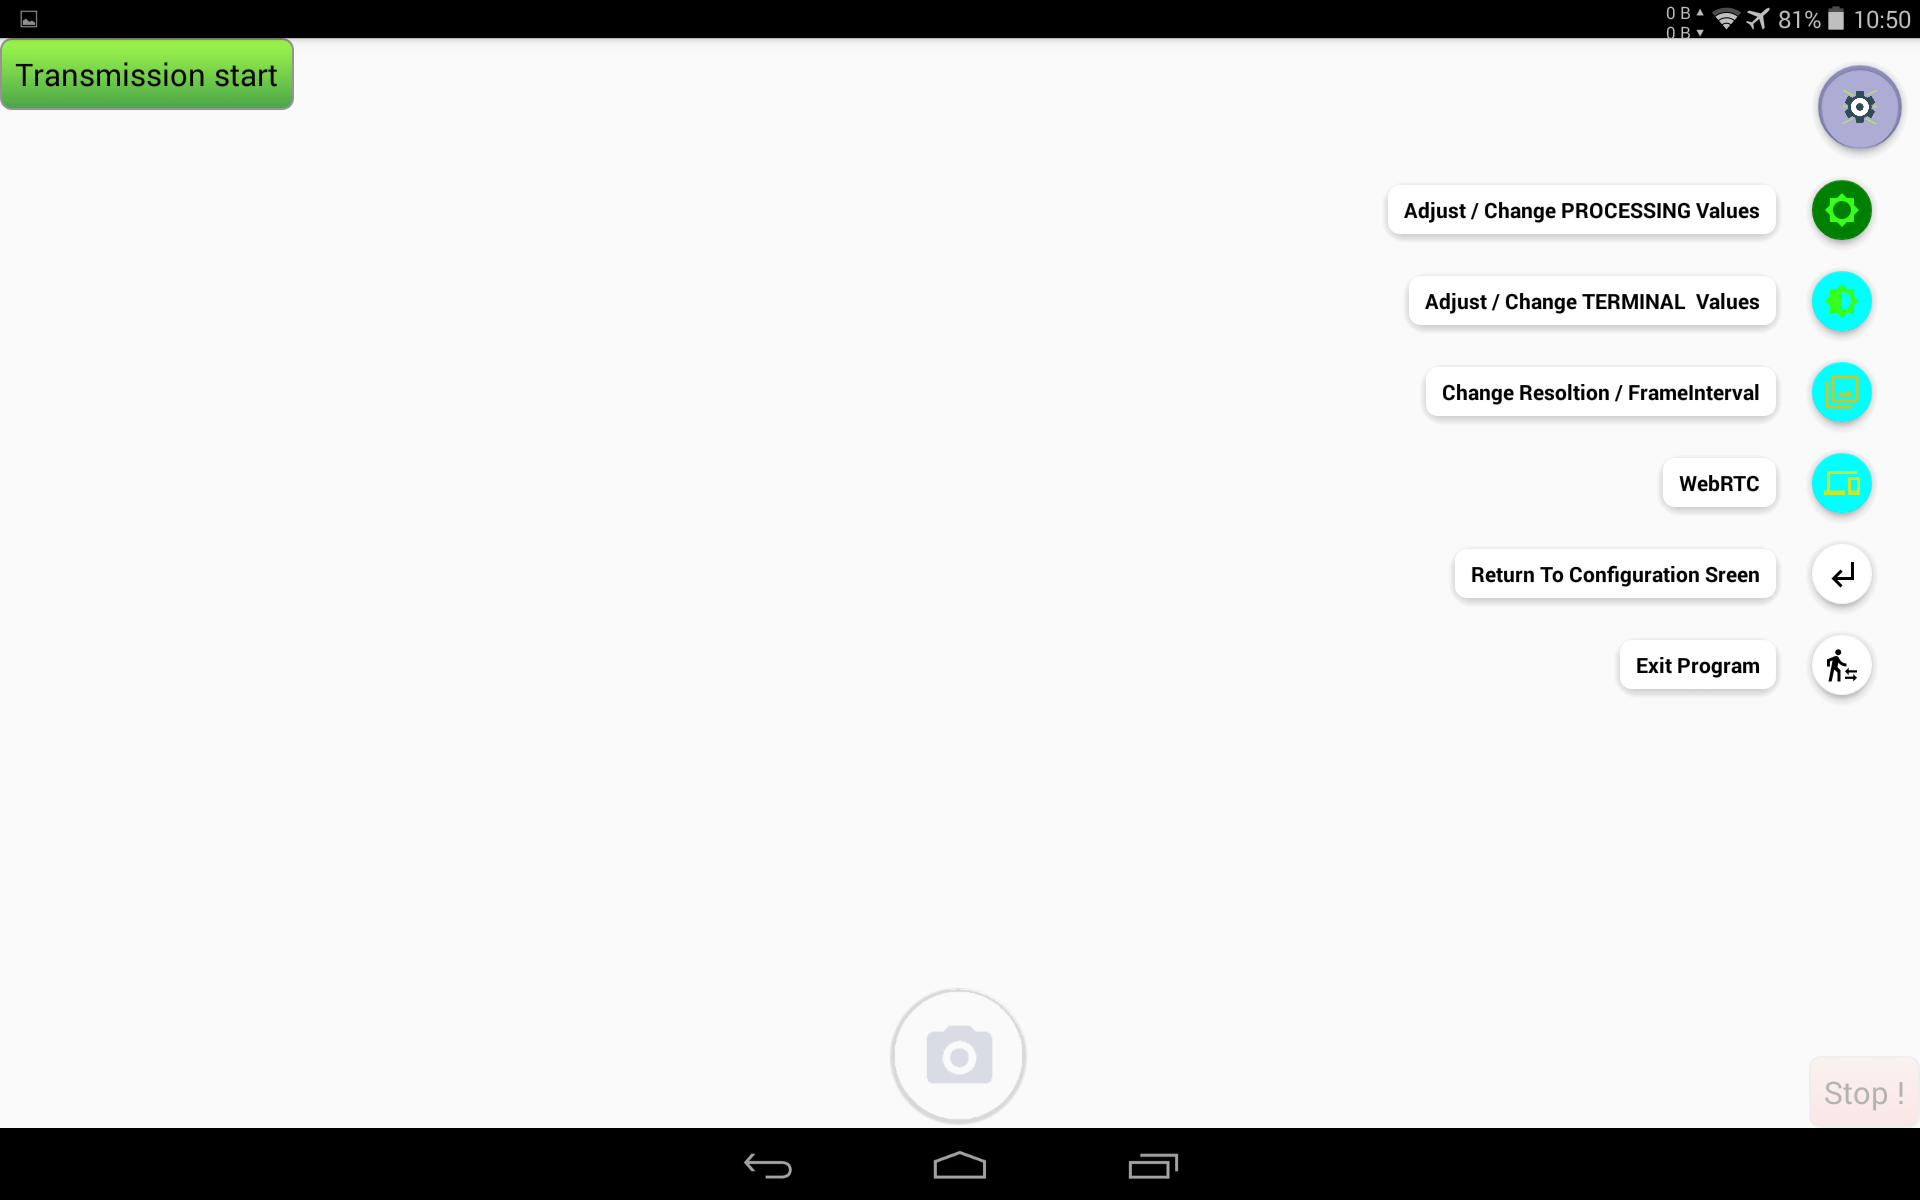 0 B
0 B
81%
10:50
Transmission start
Adjust / Change PROCESSING Values
Adjust / Change TERMINAL  Values
Change Resoltion / FrameInterval
WebRTC
Return To Configuration Sreen
Exit Program
Stop !